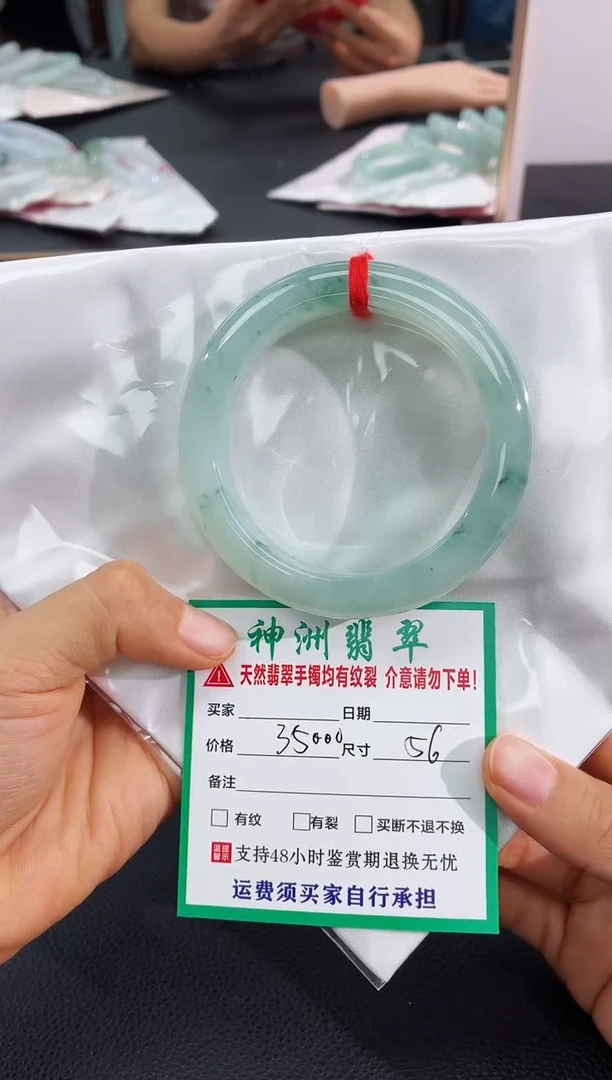 神洲翡翠
天然翡翠手镯均有纹裂 介意请勿下单!
买家 日期
价格 35000 尺寸 56
备注
有纹 有裂 买断不退不换
温馨提示 支持48小时鉴赏期退换无忧
运费须买家自行承担